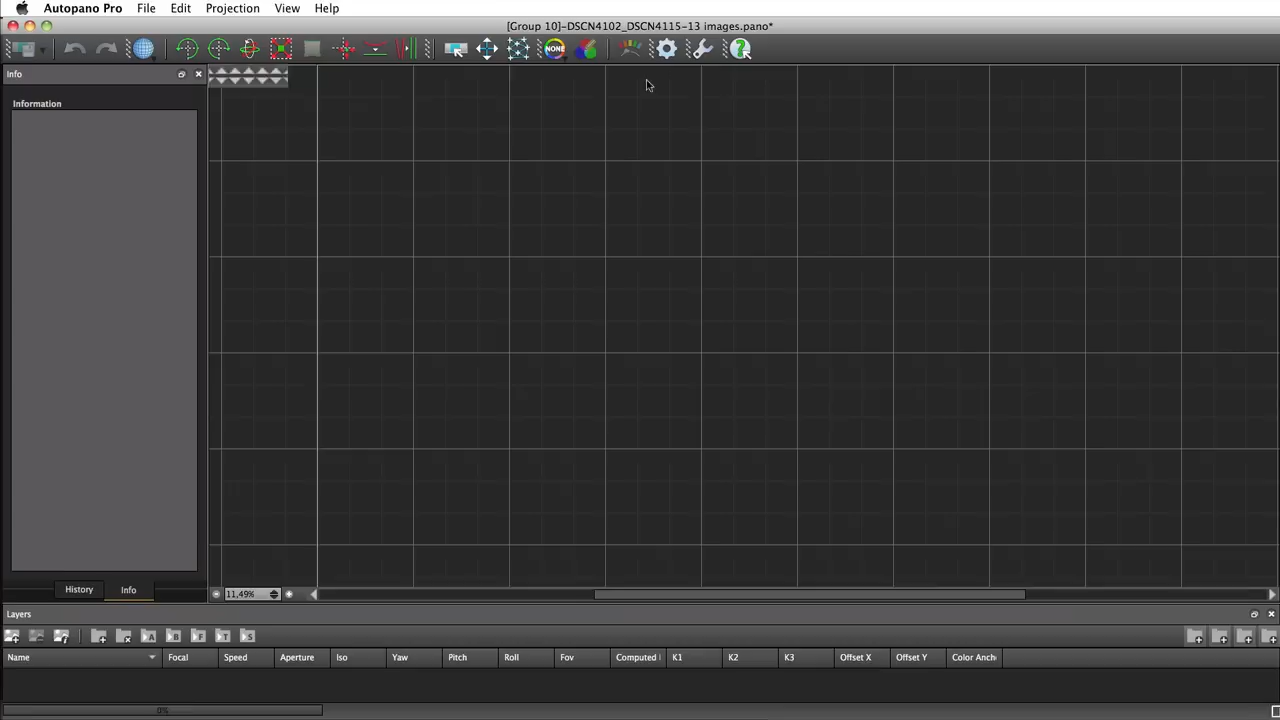 Autopano Pro File Edit Projection View Help
[Group 10]-DSCN4102_DSCN4115-13 images.pano*
NONE
Info
Information
History Info
11,49%
Layers
A B F T S
Name Focal Speed Aperture Iso Yaw Pitch Roll Fov Computed K1 K2 K3 Offset X Offset Y Color Anch
0%